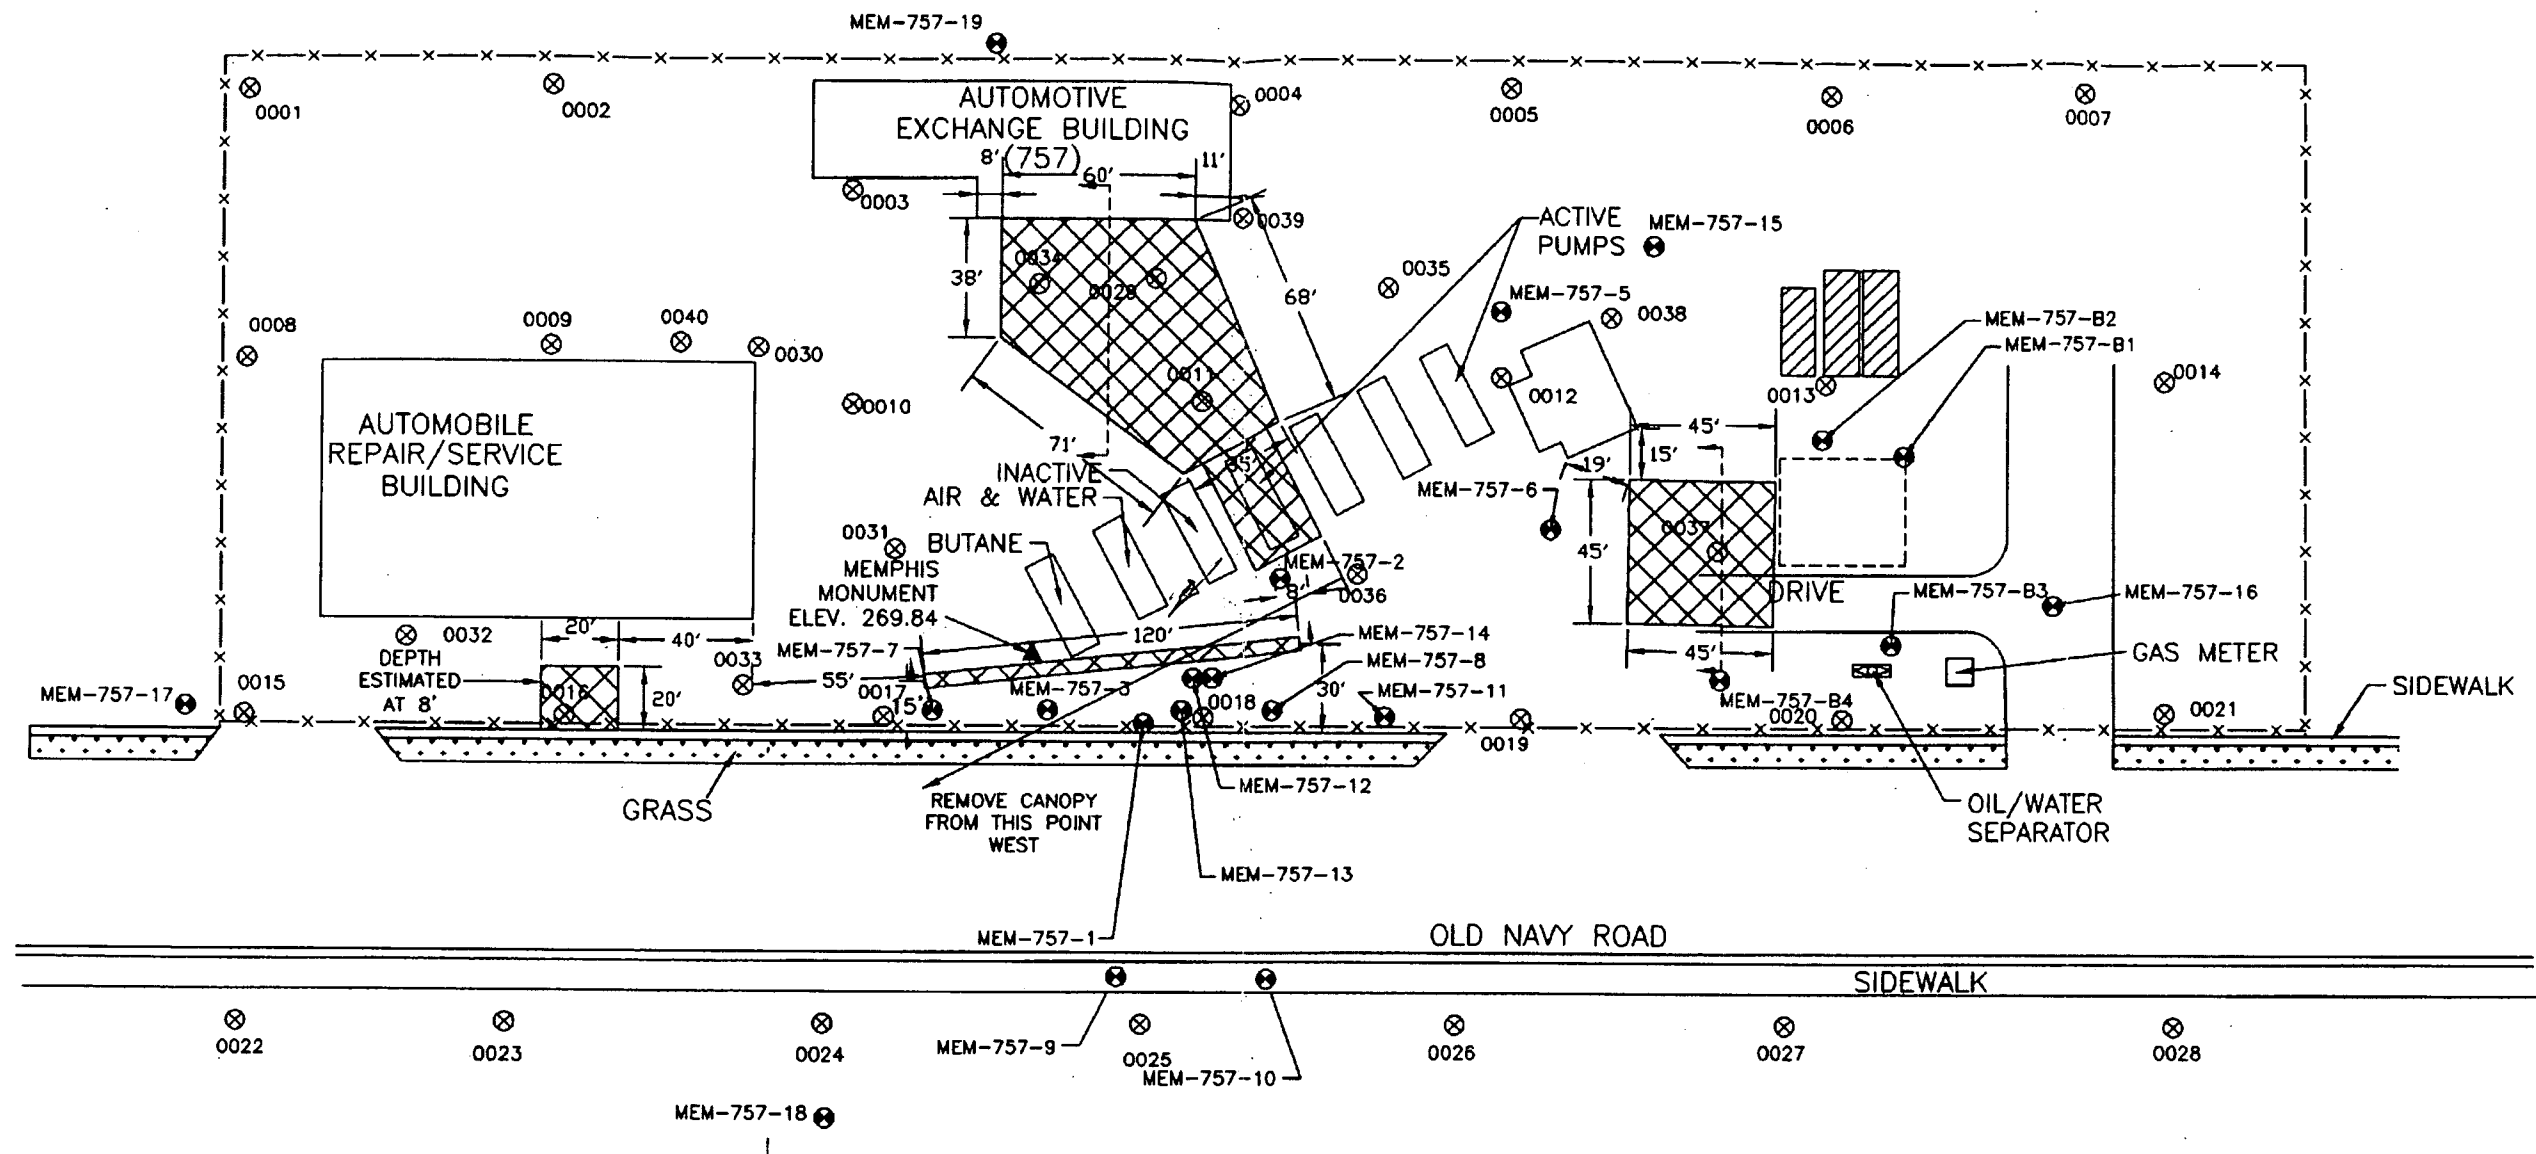 MEM-757-19
0001
0002
AUTOMOTIVE
EXCHANGE BUILDING
(757)
0004
0005
0006
0007
8'
60'
11'
0003
0039
ACTIVE
PUMPS
MEM-757-15
0034
0029
38'
68'
0035
MEM-757-5
0038
MEM-757-B2
MEM-757-B1
0008
0009
0040
0030
0011
0010
0012
0013
0014
AUTOMOBILE
REPAIR/SERVICE
BUILDING
71'
INACTIVE
AIR & WATER
BUTANE
45'
15'
19'
MEM-757-6
0037
45'
0031
MEMPHIS
MONUMENT
ELEV. 269.84
MEM-757-2
8'
0036
DRIVE
MEM-757-B3
MEM-757-16
0032
20'
40'
120'
MEM-757-14
MEM-757-7
DEPTH
ESTIMATED
AT 8'
0033
55'
MEM-757-8
45'
GAS METER
MEM-757-17
0015
0016
20'
0017
15'
MEM-757-3
0018
30'
MEM-757-11
MEM-757-B4
0020
0021
SIDEWALK
0019
GRASS
REMOVE CANOPY
FROM THIS POINT
WEST
MEM-757-12
OIL/WATER
SEPARATOR
MEM-757-13
MEM-757-1
OLD NAVY ROAD
SIDEWALK
0022
0023
0024
MEM-757-9
0025
MEM-757-10
0026
0027
0028
MEM-757-18